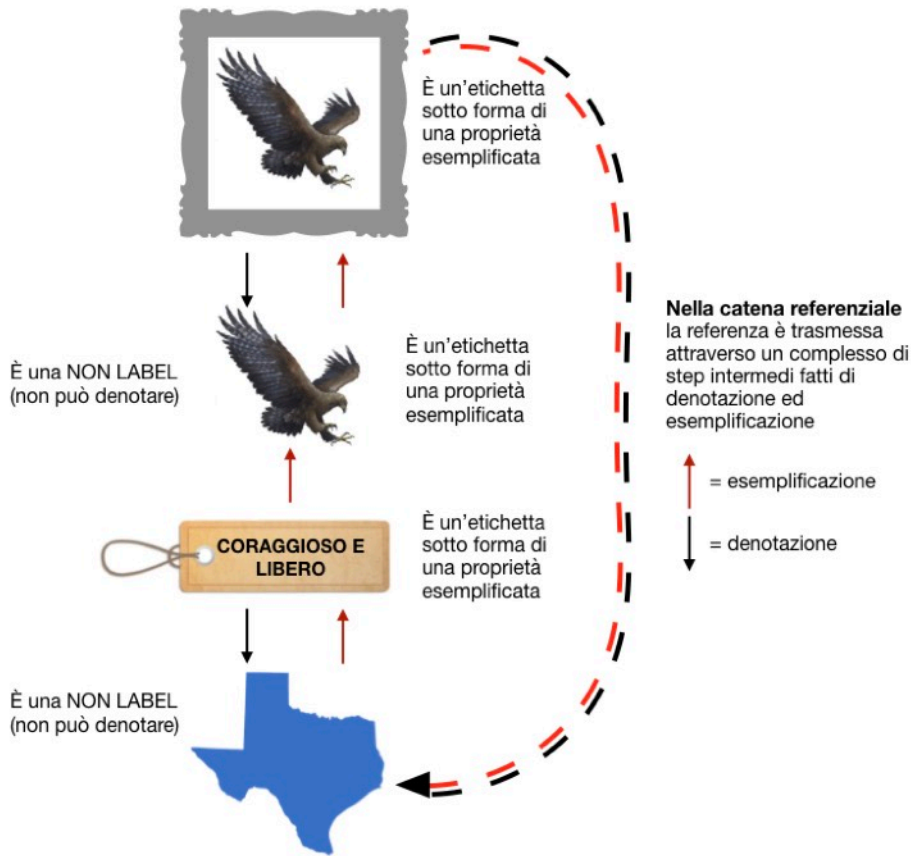 È un'etichetta
sotto forma di
una proprietà
esemplificata
È una NON LABEL
(non può denotare)
È un'etichetta
sotto forma di
una proprietà
esemplificata
Nella catena referenziale
la referenza è trasmessa
attraverso un complesso di
step intermedi fatti di
denotazione ed
esemplificazione
= esemplificazione
= denotazione
CORAGGIOSO E
LIBERO
È un'etichetta
sotto forma di
una proprietà
esemplificata
È una NON LABEL
(non può denotare)